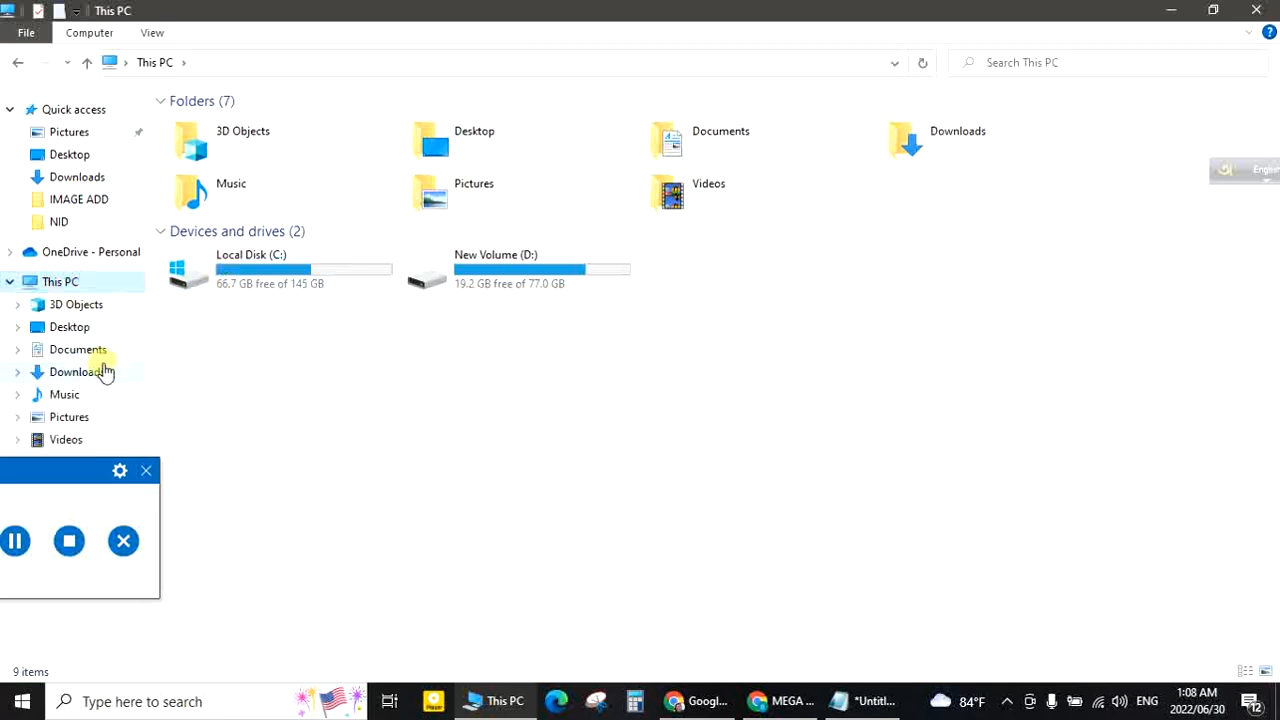 This PC
File Computer View
This PC
Search This PC
Quick access
Pictures
Desktop
Downloads
IMAGE ADD
NID
OneDrive - Personal
This PC
3D Objects
Desktop
Documents
Music
Pictures
Videos
Folders (7)
3D Objects
Desktop
Documents
Downloads
Music
Pictures
Videos
Devices and drives (2)
Local Disk (C:)
66.7 GB free of 145 GB
New Volume (D:)
19.2 GB free of 77.0 GB
9 items
Type here to search
This PC
Googl...
MEGA ...
*Untitl...
84°F
ENG
1:08 AM
2022/06/30
12